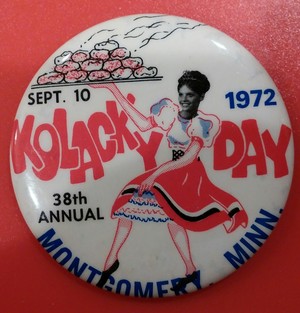 SEPT. 10
1972
KOLACKY DAY
38th
ANNUAL
MONTGOMERY, MINN.